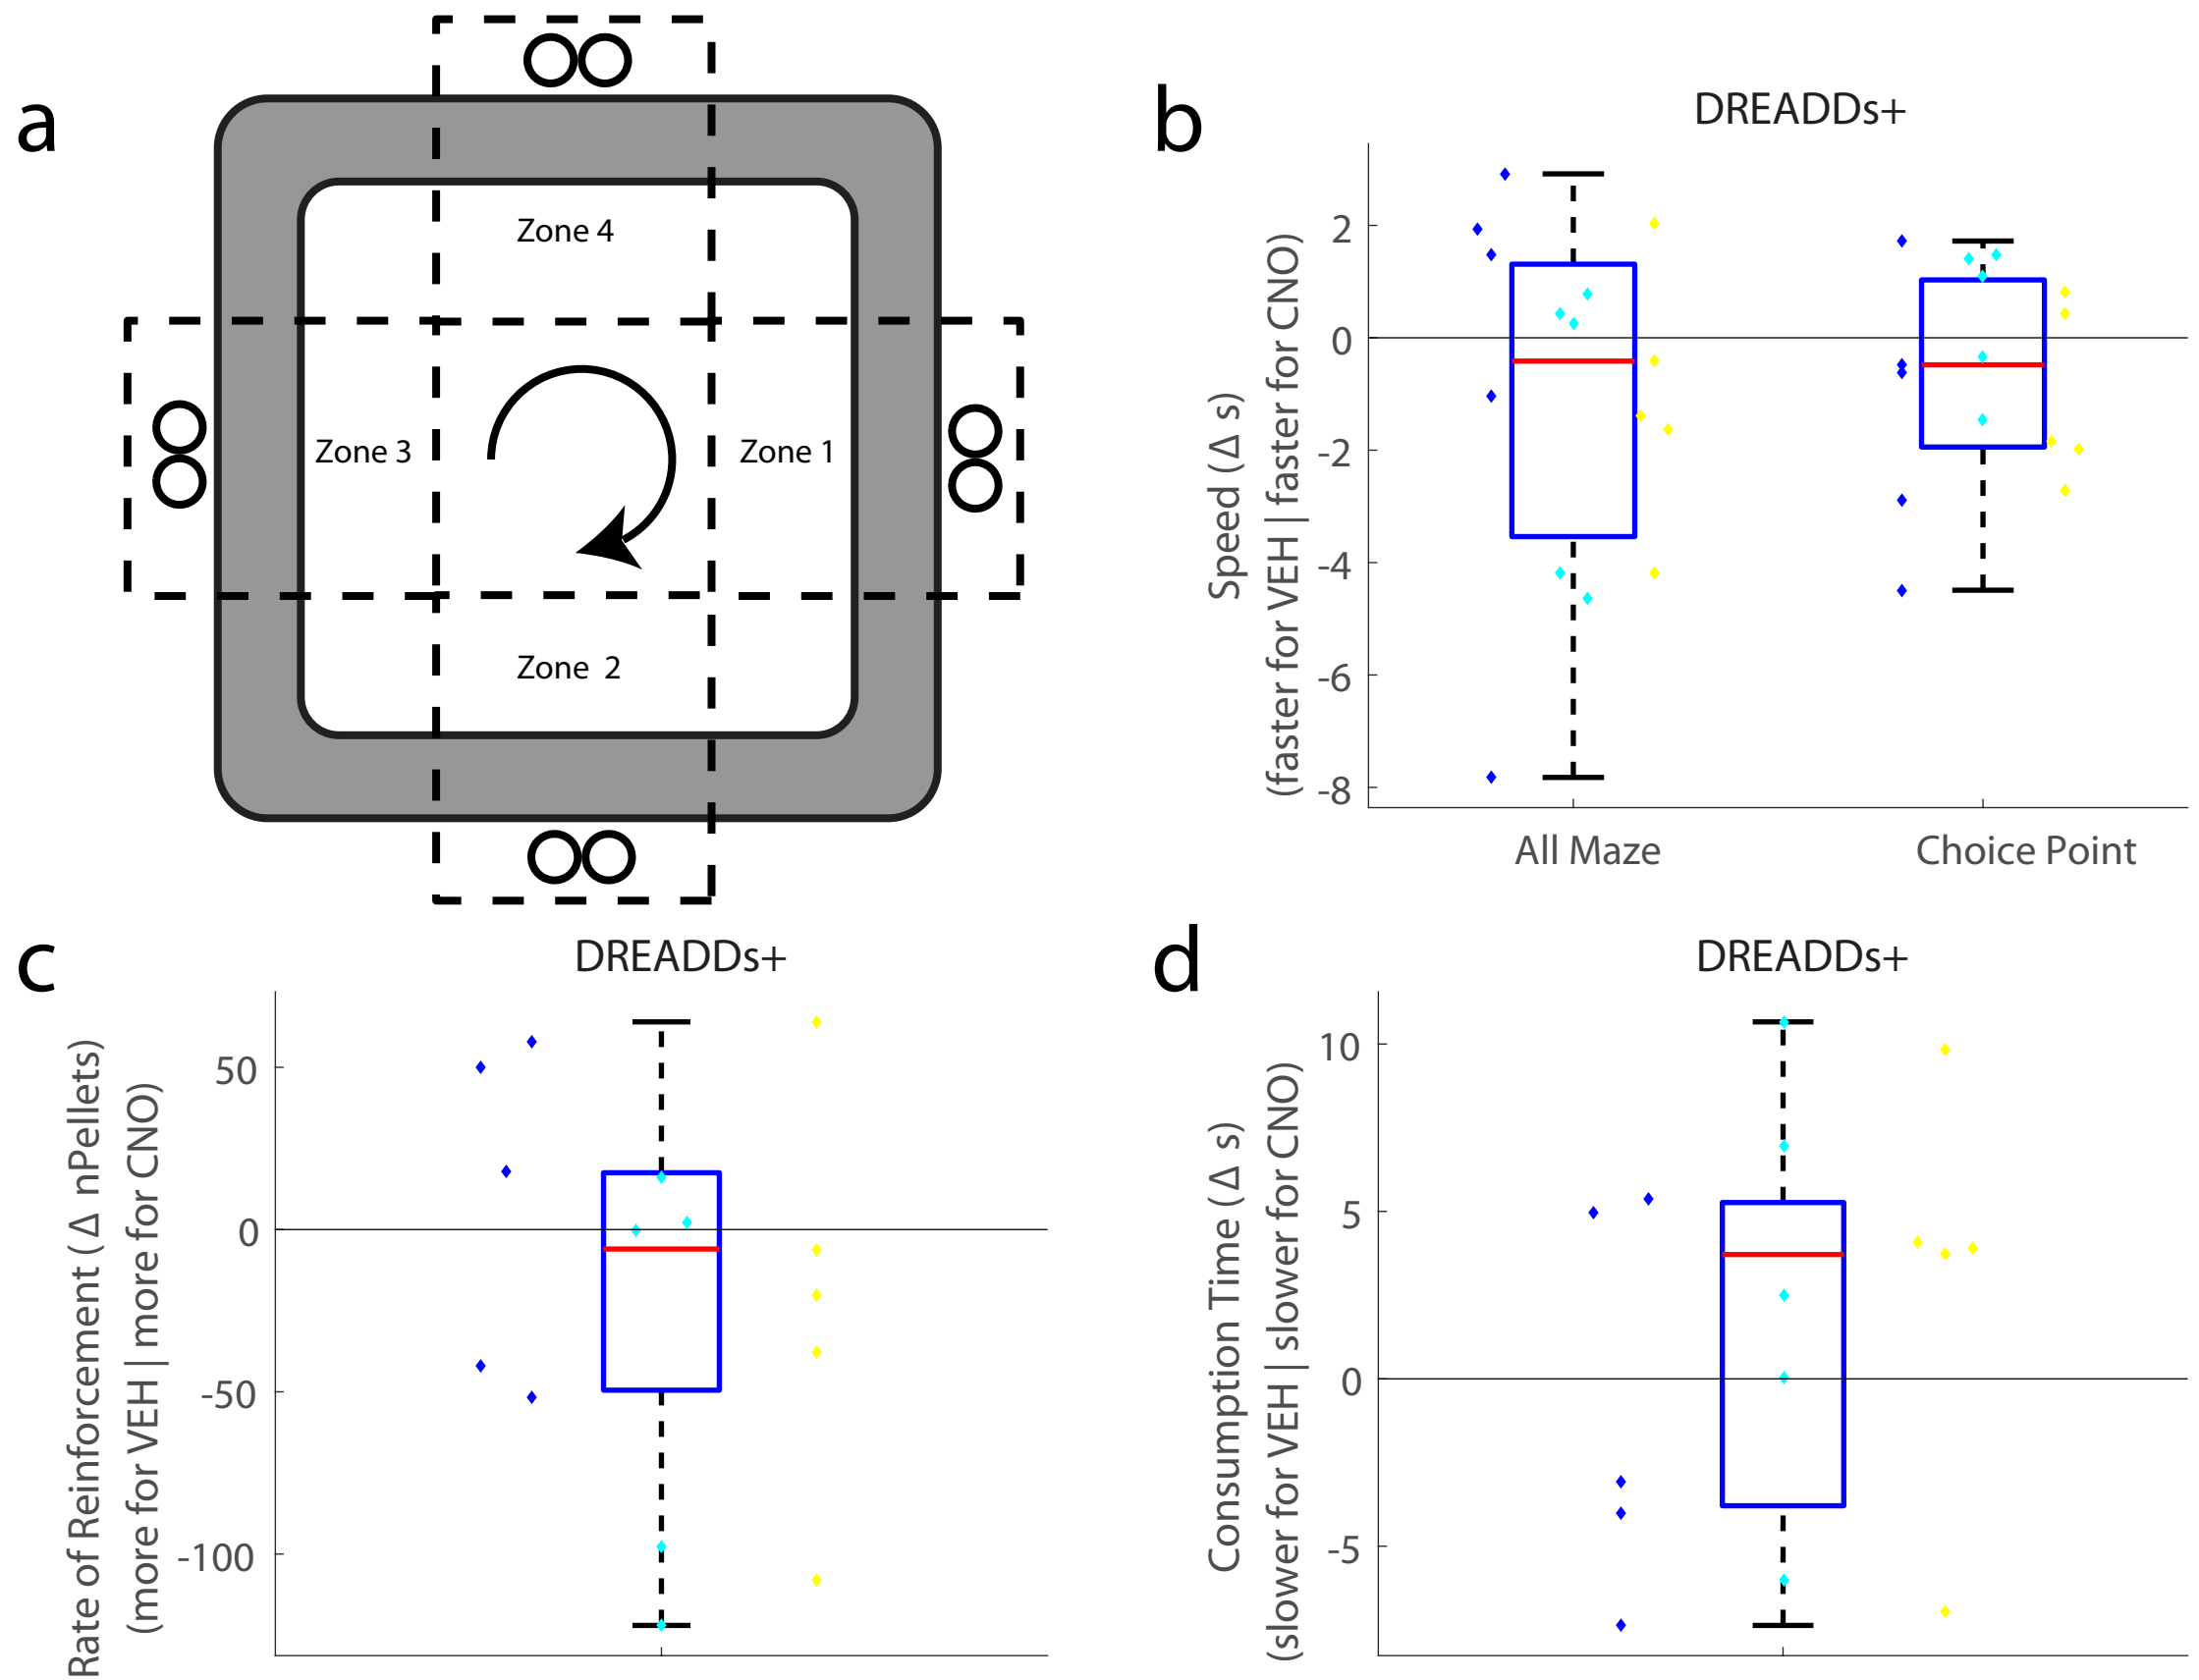 a
Zone 4
Zone 3
Zone 1
Zone 2
b
DREADDs+
Speed (Δ s)
(faster for VEH | faster for CNO)
2
0
-2
-4
-6
-8
All Maze
Choice Point
c
DREADDs+
Rate of Reinforcement (Δ nPellets)
(more for VEH | more for CNO)
50
0
-50
-100
d
DREADDs+
Consumption Time (Δ s)
(slower for VEH | slower for CNO)
10
5
0
-5